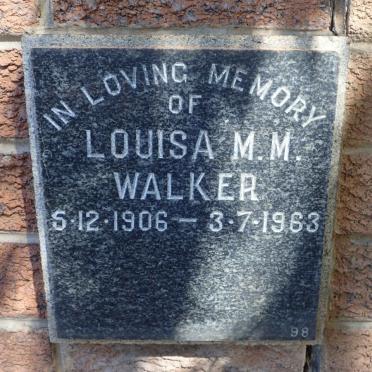 IN LOVING MEMORY
OF
LOUISA M.M.
WALKER
5·12·1906 — 3·7·1963
98